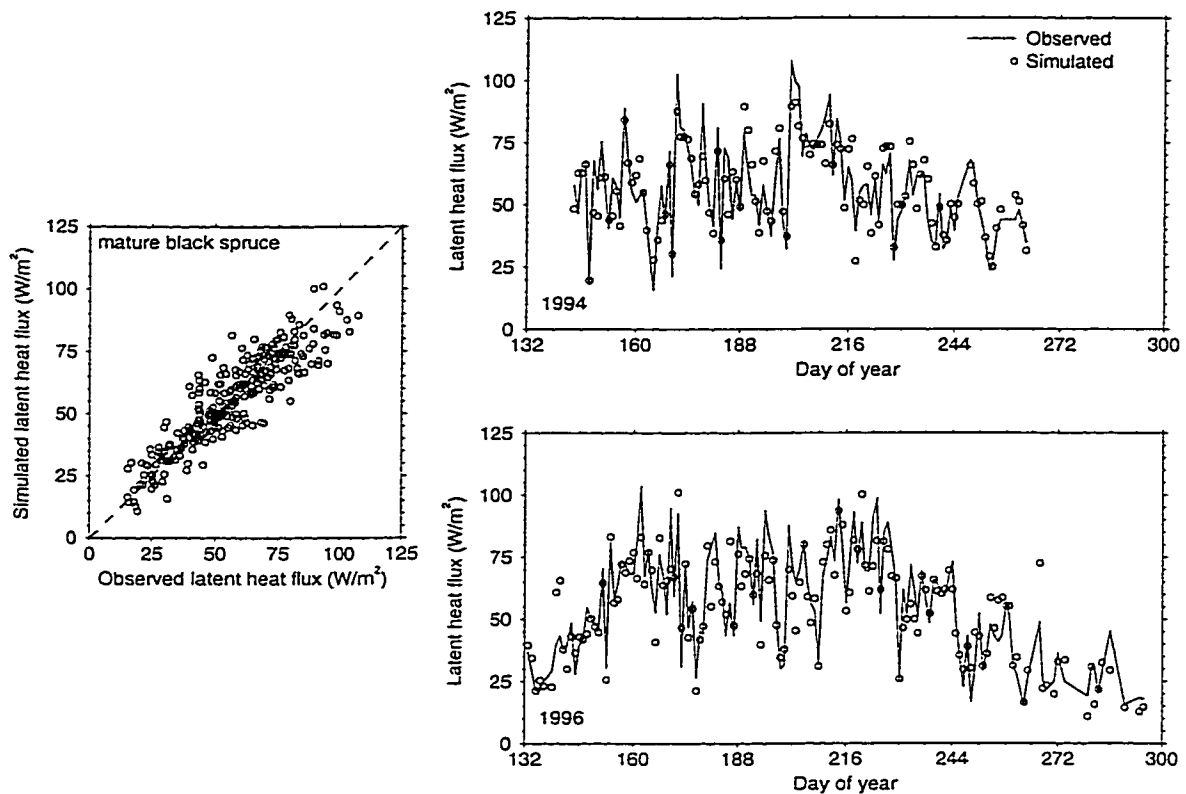 mature black spruce
Simulated latent heat flux (W/m²)
125
100
75
50
25
0
0 25 50 75 100 125
Observed latent heat flux (W/m²)
Latent heat flux (W/m²)
125
100
75
50
25
0
Observed
Simulated
1994
132 160 188 216 244 272 300
Day of year
Latent heat flux (W/m²)
125
100
75
50
25
0
1996
132 160 188 216 244 272 300
Day of year